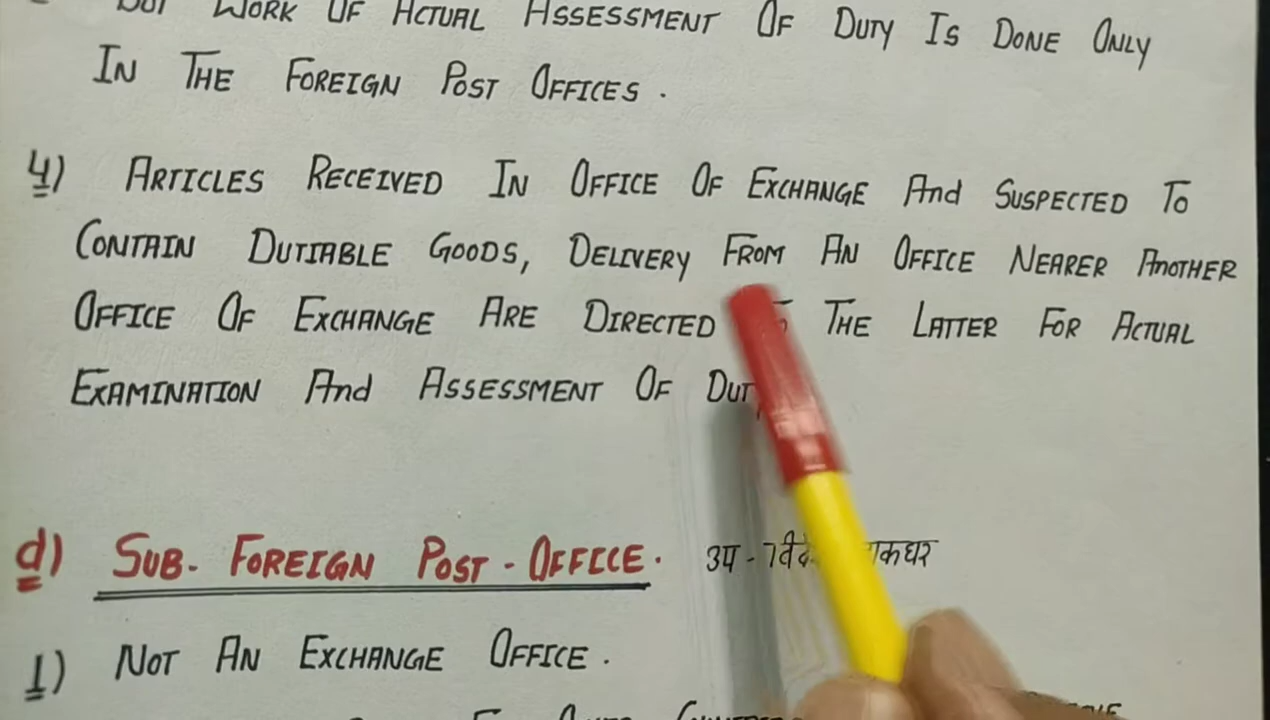 WORK OF ACTUAL ASSESSMENT OF DUTY IS DONE ONLY
IN THE FOREIGN POST OFFICES.
4) ARTICLES RECEIVED IN OFFICE OF EXCHANGE And SUSPECTED TO
CONTAIN DUTIABLE GOODS, DELIVERY FROM AN OFFICE NEARER ANOTHER
OFFICE OF EXCHANGE ARE DIRECTED THE LATTER FOR ACTUAL
EXAMINATION And ASSESSMENT OF
d) SUB- FOREIGN POST-OFFICE. उप -
1) NOT AN EXCHANGE OFFICE.